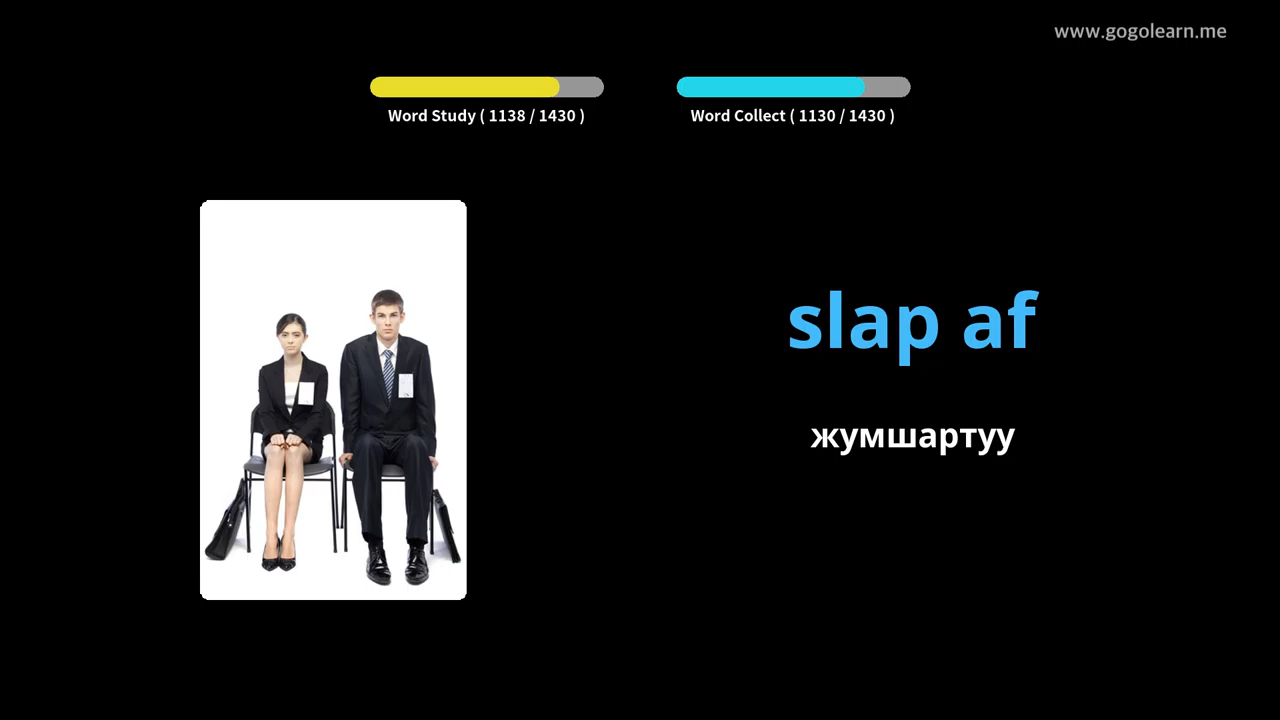 www.gogolearn.me
Word Study ( 1138 / 1430 )
Word Collect ( 1130 / 1430 )
slap af
жумшартуу